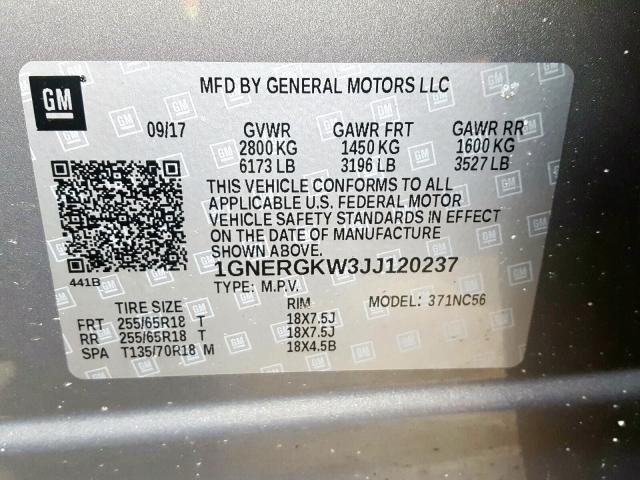 GM
MFD BY GENERAL MOTORS LLC
09/17 GVWR GAWR FRT GAWR RR
2800 KG 1450 KG 1600 KG
6173 LB 3196 LB 3527 LB
THIS VEHICLE CONFORMS TO ALL
APPLICABLE U.S. FEDERAL MOTOR
VEHICLE SAFETY STANDARDS IN EFFECT
ON THE DATE OF MANUFACTURE
SHOWN ABOVE.
441B
1GNERGKW3JJ120237
TYPE: M.P.V. MODEL: 371NC56
TIRE SIZE RIM
FRT 255/65R18 T 18X7.5J
RR 255/65R18 T 18X7.5J
SPA T135/70R18 M 18X4.5B